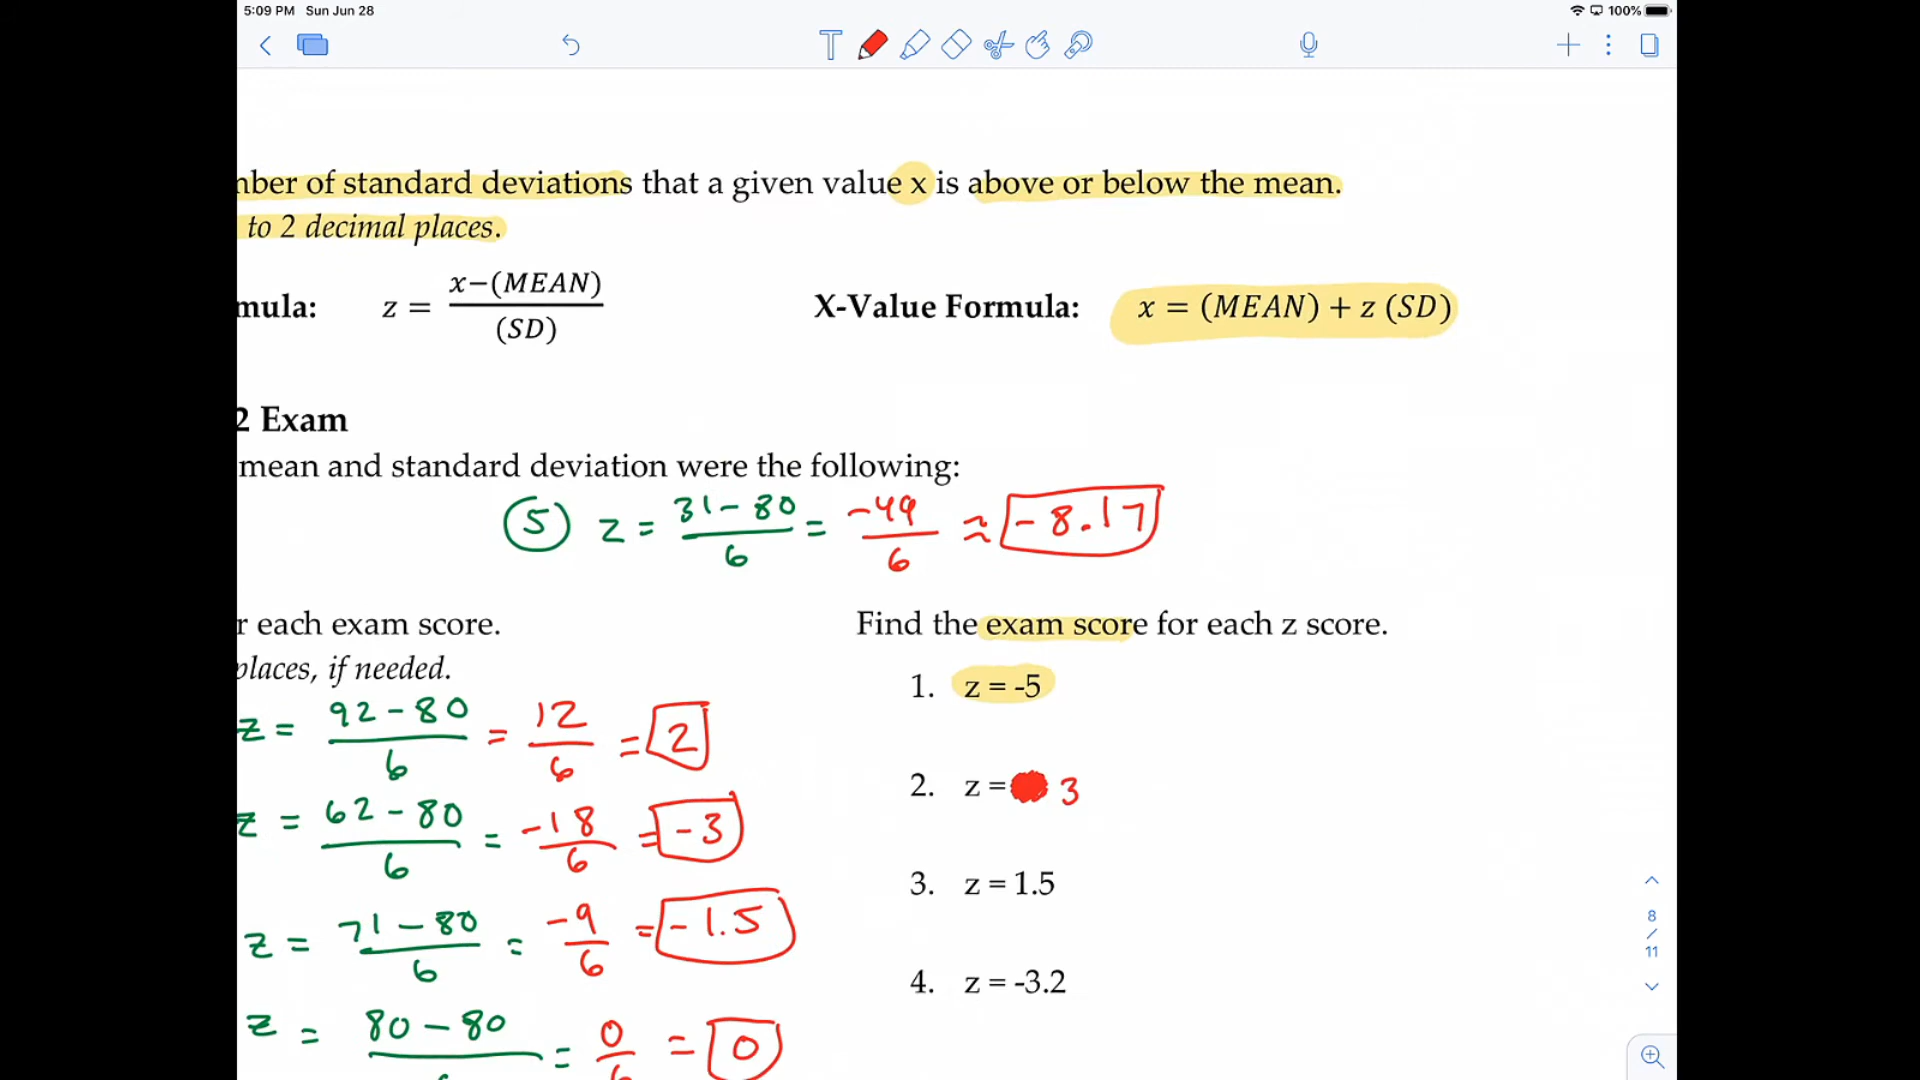 5:09 PM Sun Jun 28
100%
nber of standard deviations that a given value x is above or below the mean.
to 2 decimal places.
mula: z = x−(MEAN) / (SD)
X-Value Formula: x = (MEAN) + z (SD)
2 Exam
mean and standard deviation were the following:
5 z = 31 - 80 / 6 = -49 / 6 ≈ -8.17
r each exam score.
places, if needed.
z = 92 - 80 / 6 = 12 / 6 = 2
z = 62 - 80 / 6 = -18 / 6 = -3
z = 71 - 80 / 6 = -9 / 6 = -1.5
z = 80 - 80 = 0 / 6 = 0
Find the exam score for each z score.
1. z = -5
2. z = 3
3. z = 1.5
4. z = -3.2
8
/
11